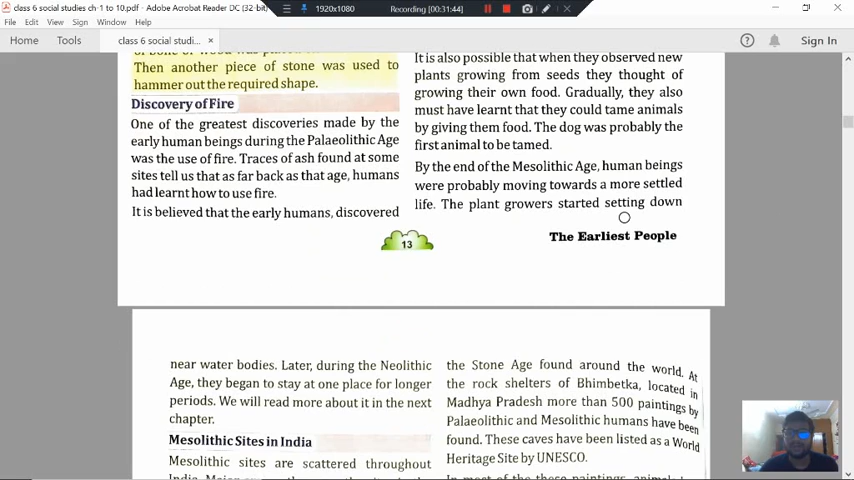 class 6 social studies ch-1 to 10.pdf - Adobe Acrobat Reader DC (32-bit)
1920x1080
Recording [00:31:44]
File Edit View Sign Window Help
Home
Tools
class 6 social studi...
Sign In
Then another piece of stone was used to
hammer out the required shape.
Discovery of Fire
One of the greatest discoveries made by the
early human beings during the Palaeolithic Age
was the use of fire. Traces of ash found at some
sites tell us that as far back as that age, humans
had learnt how to use fire.
It is believed that the early humans, discovered
It is also possible that when they observed new
plants growing from seeds they thought of
growing their own food. Gradually, they also
must have learnt that they could tame animals
by giving them food. The dog was probably the
first animal to be tamed.
By the end of the Mesolithic Age, human beings
were probably moving towards a more settled
life. The plant growers started setting down
13
The Earliest People
near water bodies. Later, during the Neolithic
Age, they began to stay at one place for longer
periods. We will read more about it in the next
chapter.
Mesolithic Sites in India
Mesolithic sites are scattered throughout
the Stone Age found around the world. At
the rock shelters of Bhimbetka, located in
Madhya Pradesh more than 500 paintings by
Palaeolithic and Mesolithic humans have been
found. These caves have been listed as a World
Heritage Site by UNESCO.
In most of these paintings, animals